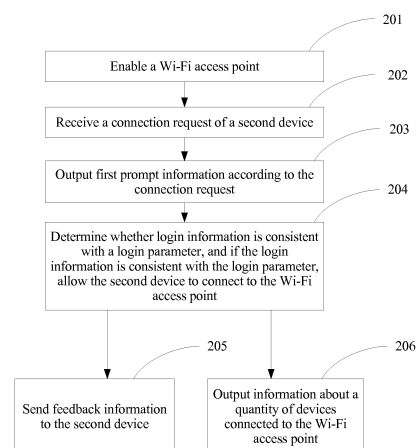 201
Enable a Wi-Fi access point
202
Receive a connection request of a second device
203
Output first prompt information according to the
connection request
204
Determine whether login information is consistent
with a login parameter, and if the login
information is consistent with the login parameter,
allow the second device to connect to the Wi-Fi
access point
205
Send feedback information
to the second device
206
Output information about a
quantity of devices
connected to the Wi-Fi
access point